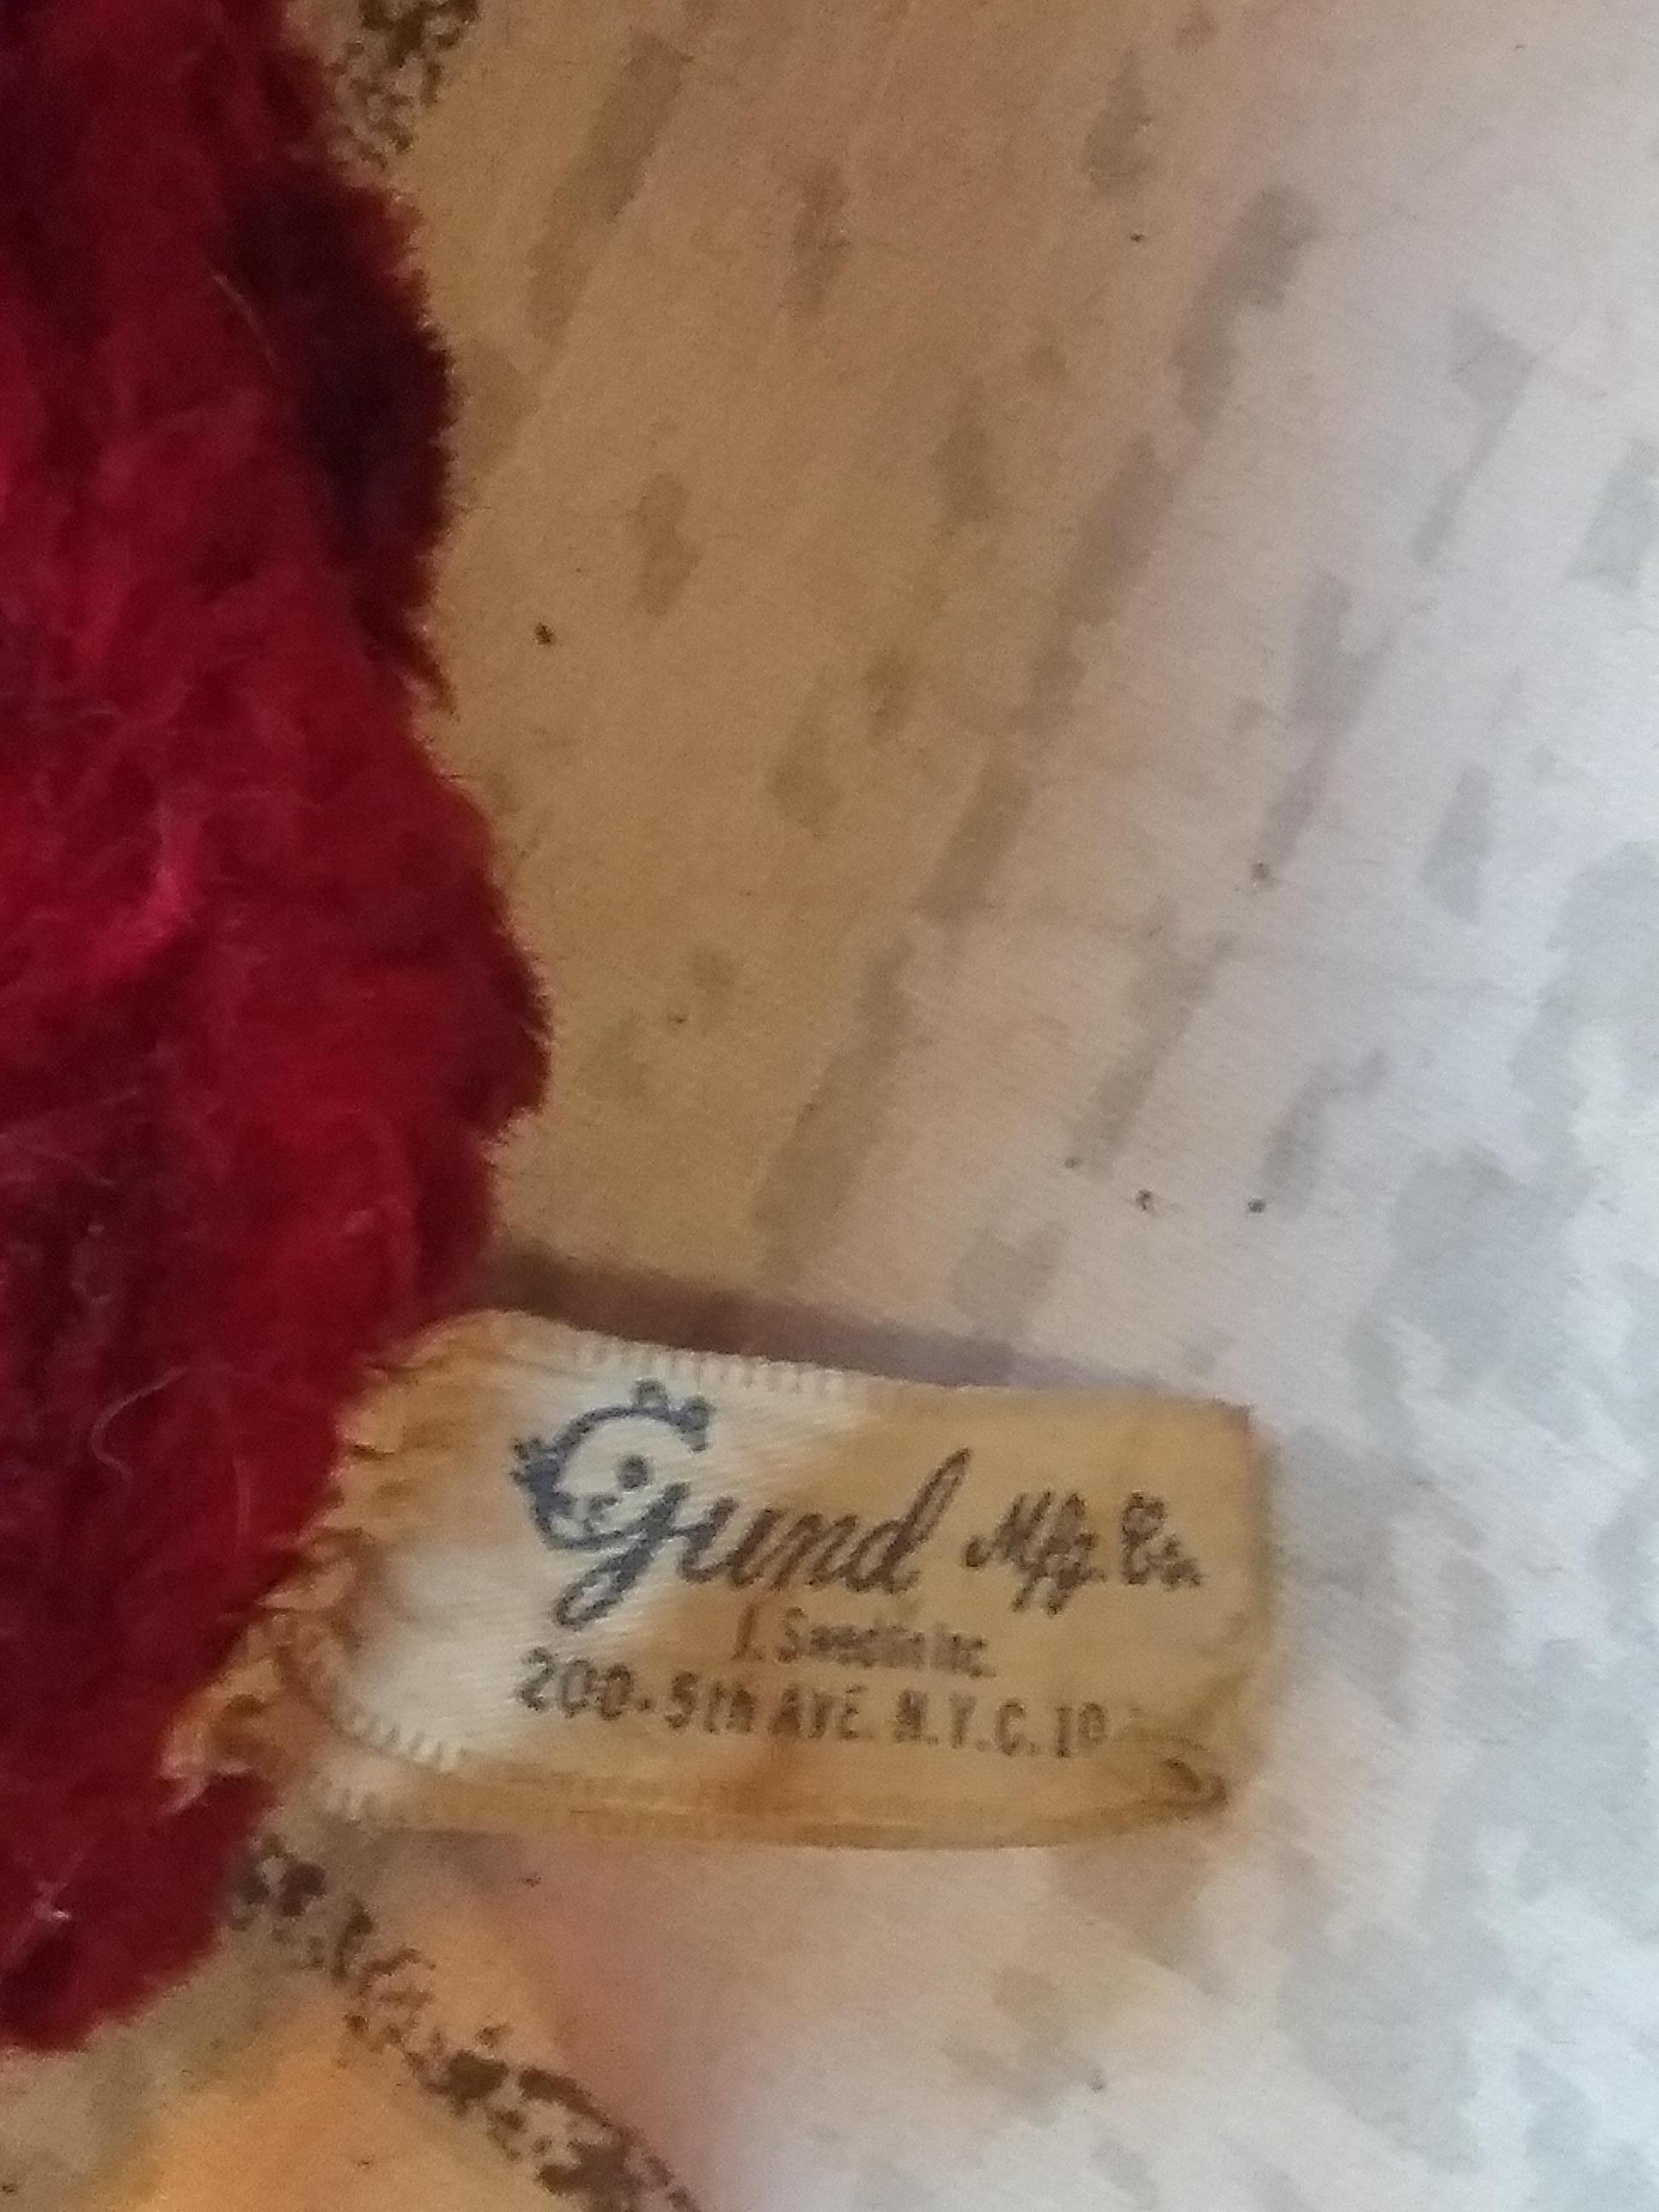 Gund Mfg. Co.
J. Swedlin Inc.
200-5th AVE. N.Y.C. 10